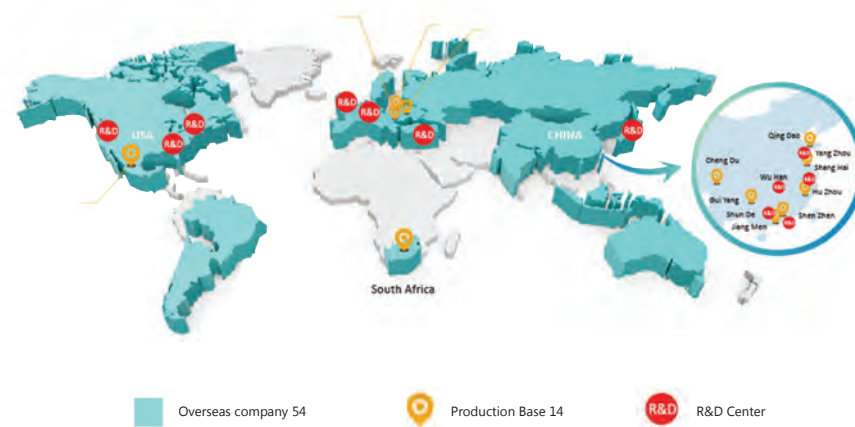 R&D
R&D
R&D
USA
R&D
R&D
R&D
CHINA
R&D
South Africa
Qing Dao
R&D
Yang Zhou
Shang Hai
Cheng Du
Wu Han
R&D
R&D
Hu Zhou
Gui Yang
Shun De
R&D
R&D
Shen Zhen
Jiang Men
Overseas company 54
Production Base 14
R&D
R&D Center